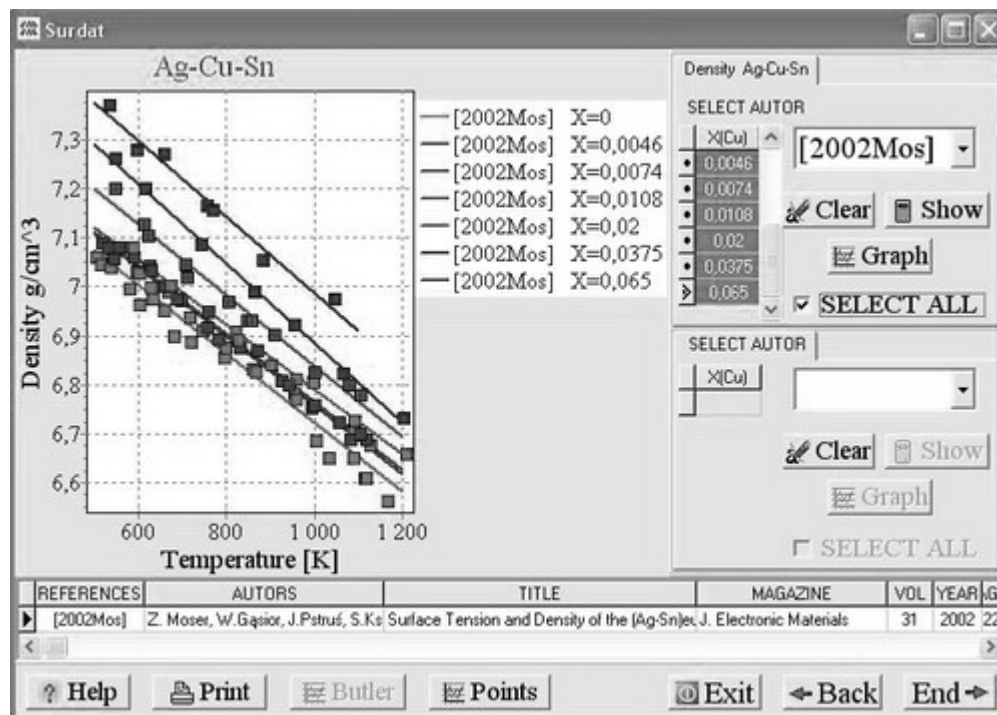 Surdat
Ag-Cu-Sn
Density g/cm^3
7,3
7,2
7,1
7
6,9
6,8
6,7
6,6
600 800 1 000 1 200
Temperature [K]
[2002Mos] X=0
[2002Mos] X=0,0046
[2002Mos] X=0,0074
[2002Mos] X=0,0108
[2002Mos] X=0,02
[2002Mos] X=0,0375
[2002Mos] X=0,065
Density Ag-Cu-Sn
SELECT AUTOR
X(Cu)
0,0046
0,0074
0,0108
0,02
0,0375
0,065
[2002Mos]
Clear Show
Graph
SELECT ALL
SELECT AUTOR
X(Cu)
Clear Show
Graph
SELECT ALL
REFERENCES AUTORS TITLE MAGAZINE VOL YEAR
[2002Mos] Z. Moser, W.Gąsior, J.Pstruś, S.Ks Surface Tension and Density of the (Ag-Sn)eu J. Electronic Materials 31 2002 22
Help Print Butler Points Exit Back End